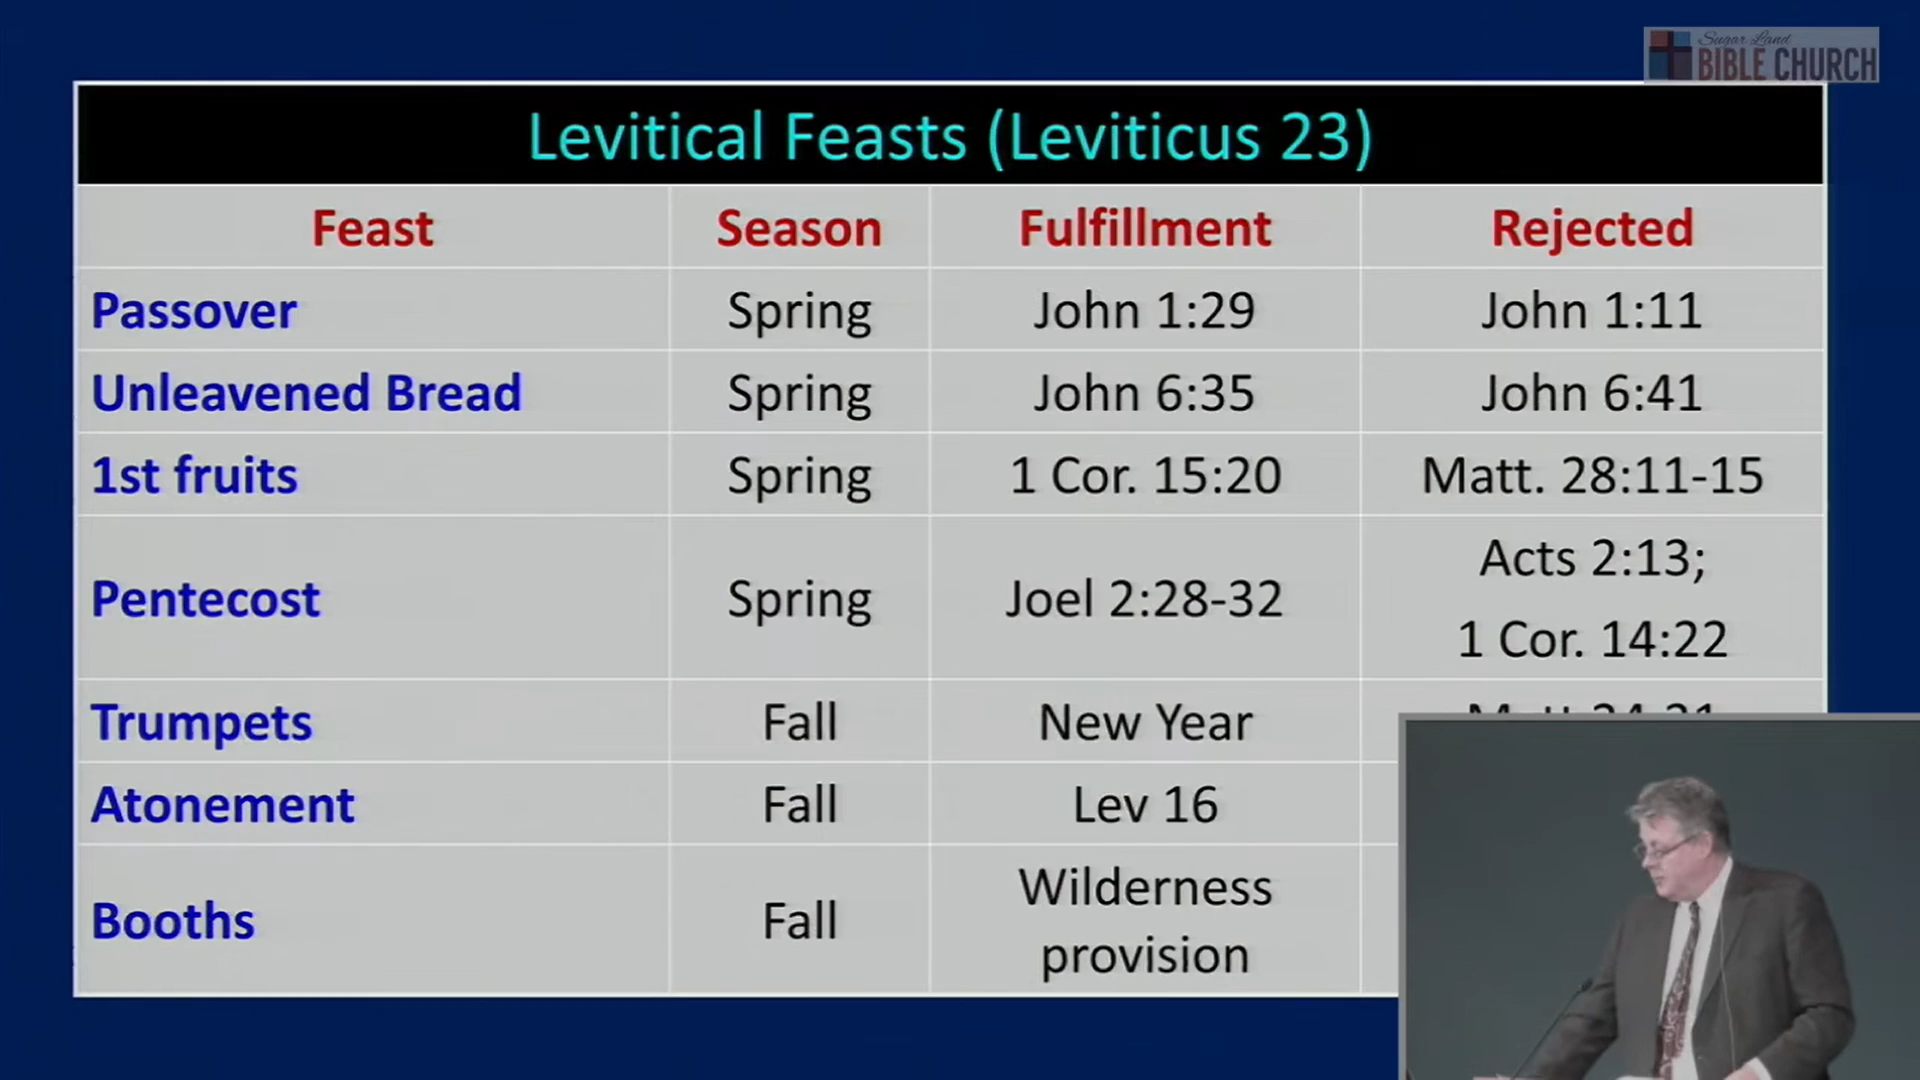 Sugar Land
BIBLE CHURCH
Levitical Feasts (Leviticus 23)
Feast Season Fulfillment Rejected
Passover Spring John 1:29 John 1:11
Unleavened Bread Spring John 6:35 John 6:41
1st fruits Spring 1 Cor. 15:20 Matt. 28:11-15
Pentecost Spring Joel 2:28-32 Acts 2:13;
1 Cor. 14:22
Trumpets Fall New Year
Atonement Fall Lev 16
Booths Fall Wilderness
provision